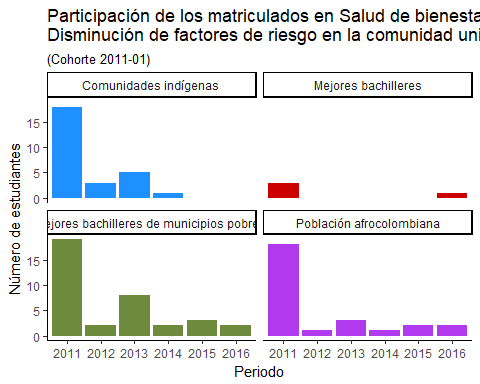 Participación de los matriculados en Salud de bienesta
Disminución de factores de riesgo en la comunidad uni
(Cohorte 2011-01)
Comunidades indígenas
Mejores bachilleres
15
10
5
0
ejores bachilleres de municipios pobre
Población afrocolombiana
15
10
5
0
Número de estudiantes
2011 2012 2013 2014 2015 2016
2011 2012 2013 2014 2015 2016
Periodo